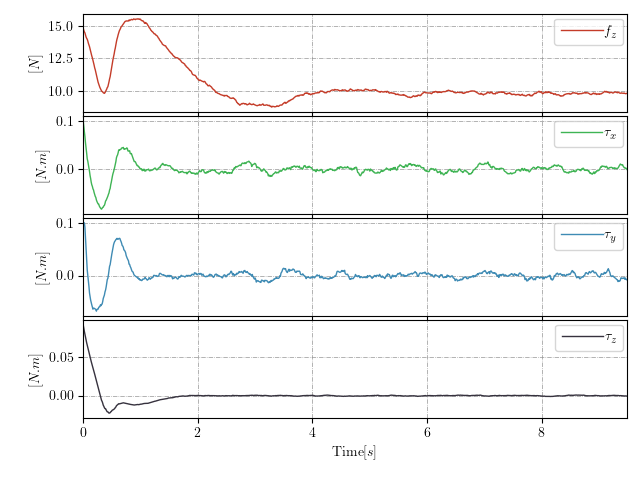 15.0
12.5
10.0
[N]
f_z
0.1
0.0
[N.m]
τ_x
0.1
0.0
[N.m]
τ_y
0.05
0.00
[N.m]
τ_z
0 2 4 6 8
Time[s]